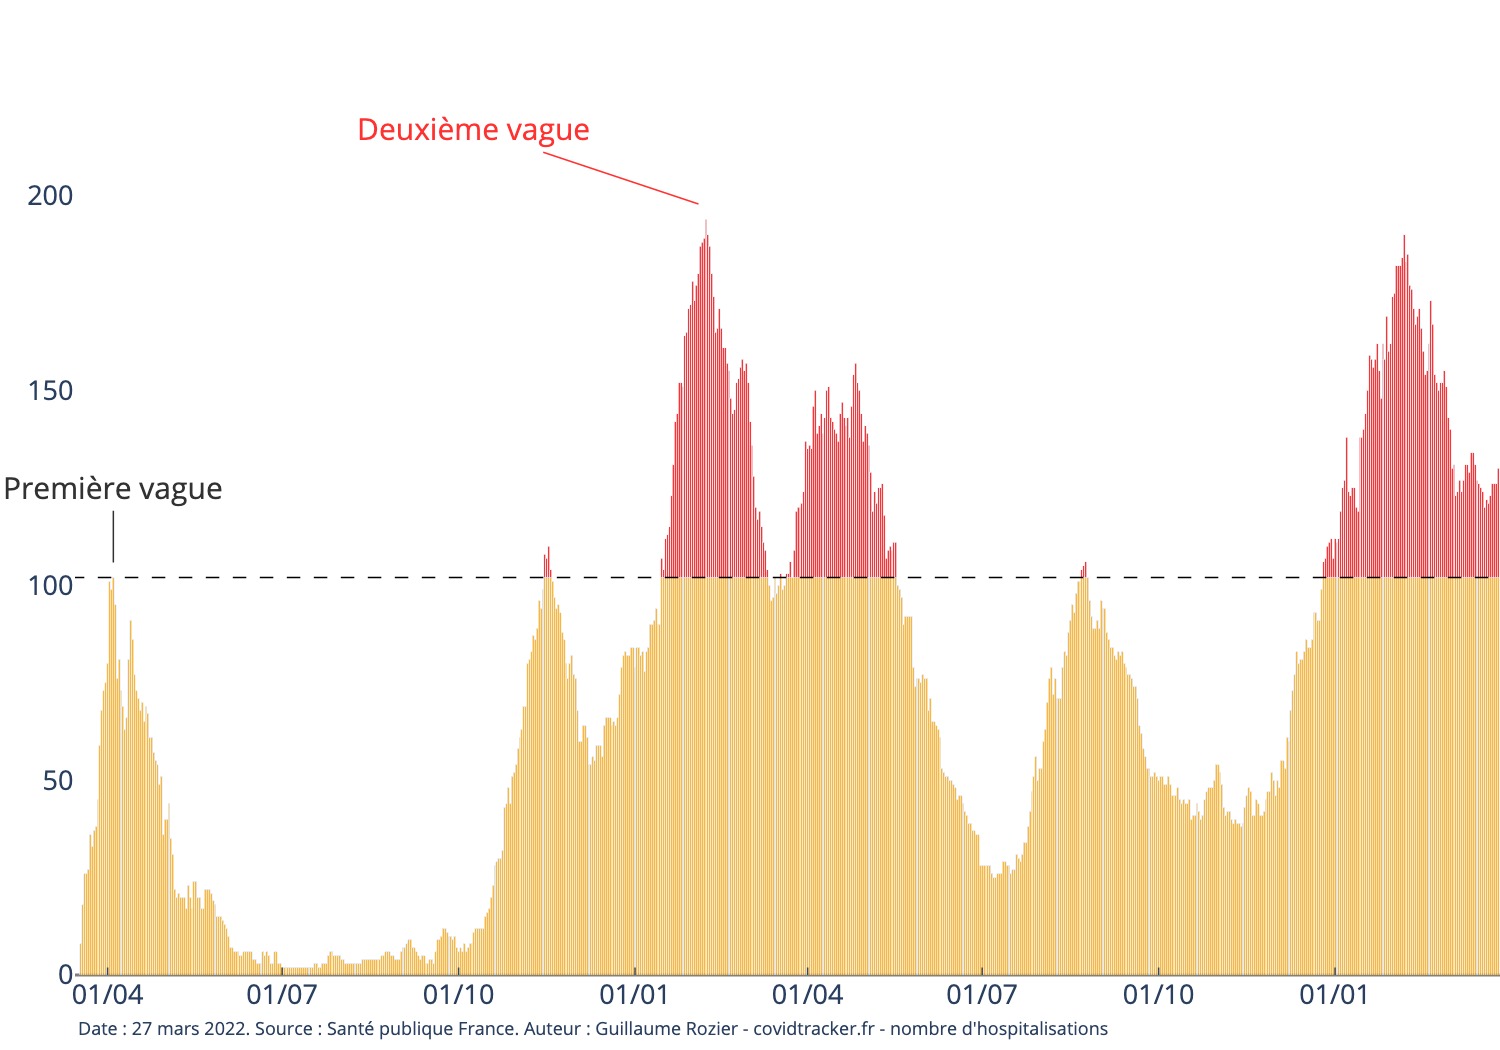 Deuxième vague
200
150
Première vague
100
50
0
01/04 01/07 01/10 01/01 01/04 01/07 01/10 01/01
Date : 27 mars 2022. Source : Santé publique France. Auteur : Guillaume Rozier - covidtracker.fr - nombre d'hospitalisations